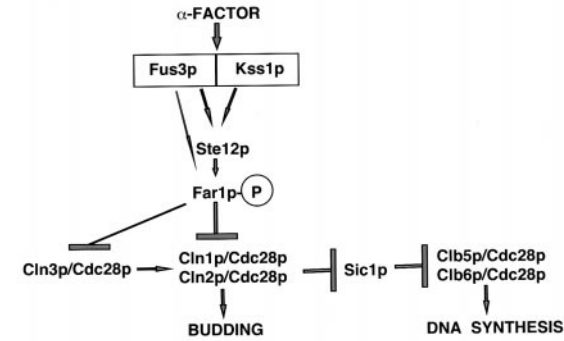 α-FACTOR
Fus3p Kss1p
Ste12p
Far1p- P
Cln3p/Cdc28p
Cln1p/Cdc28p
Cln2p/Cdc28p
Sic1p
Clb5p/Cdc28p
Clb6p/Cdc28p
BUDDING
DNA SYNTHESIS